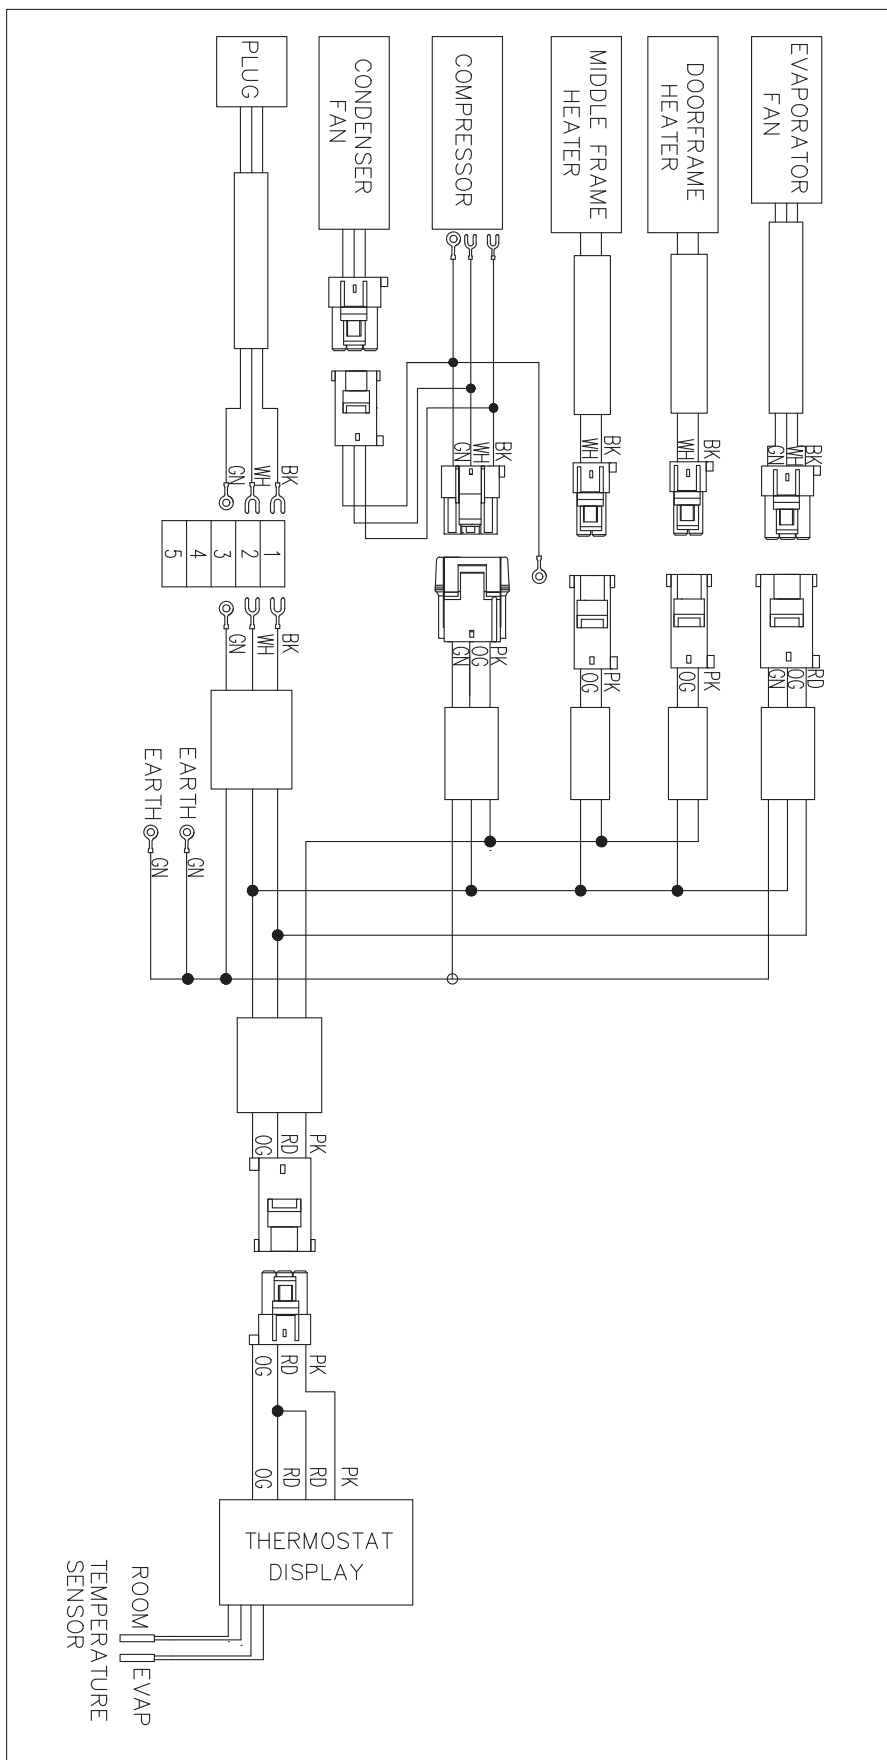 PLUG
CONDENSER
FAN
COMPRESSOR
MIDDLE FRAME
HEATER
DOORFRAME
HEATER
EVAPORATOR
FAN
GN
WH
BK
GN
WH
BK
WH
BK
WH
BK
GN
WH
BK
5
4
3
2
1
GN
WH
BK
GN
OG
PK
OG
PK
OG
PK
GN
OG
RD
EARTH
EARTH
GN
GN
OG
RD
PK
OG
RD
PK
OG
RD
RD
PK
THERMOSTAT
DISPLAY
ROOM
EVAP
TEMPERATURE
SENSOR